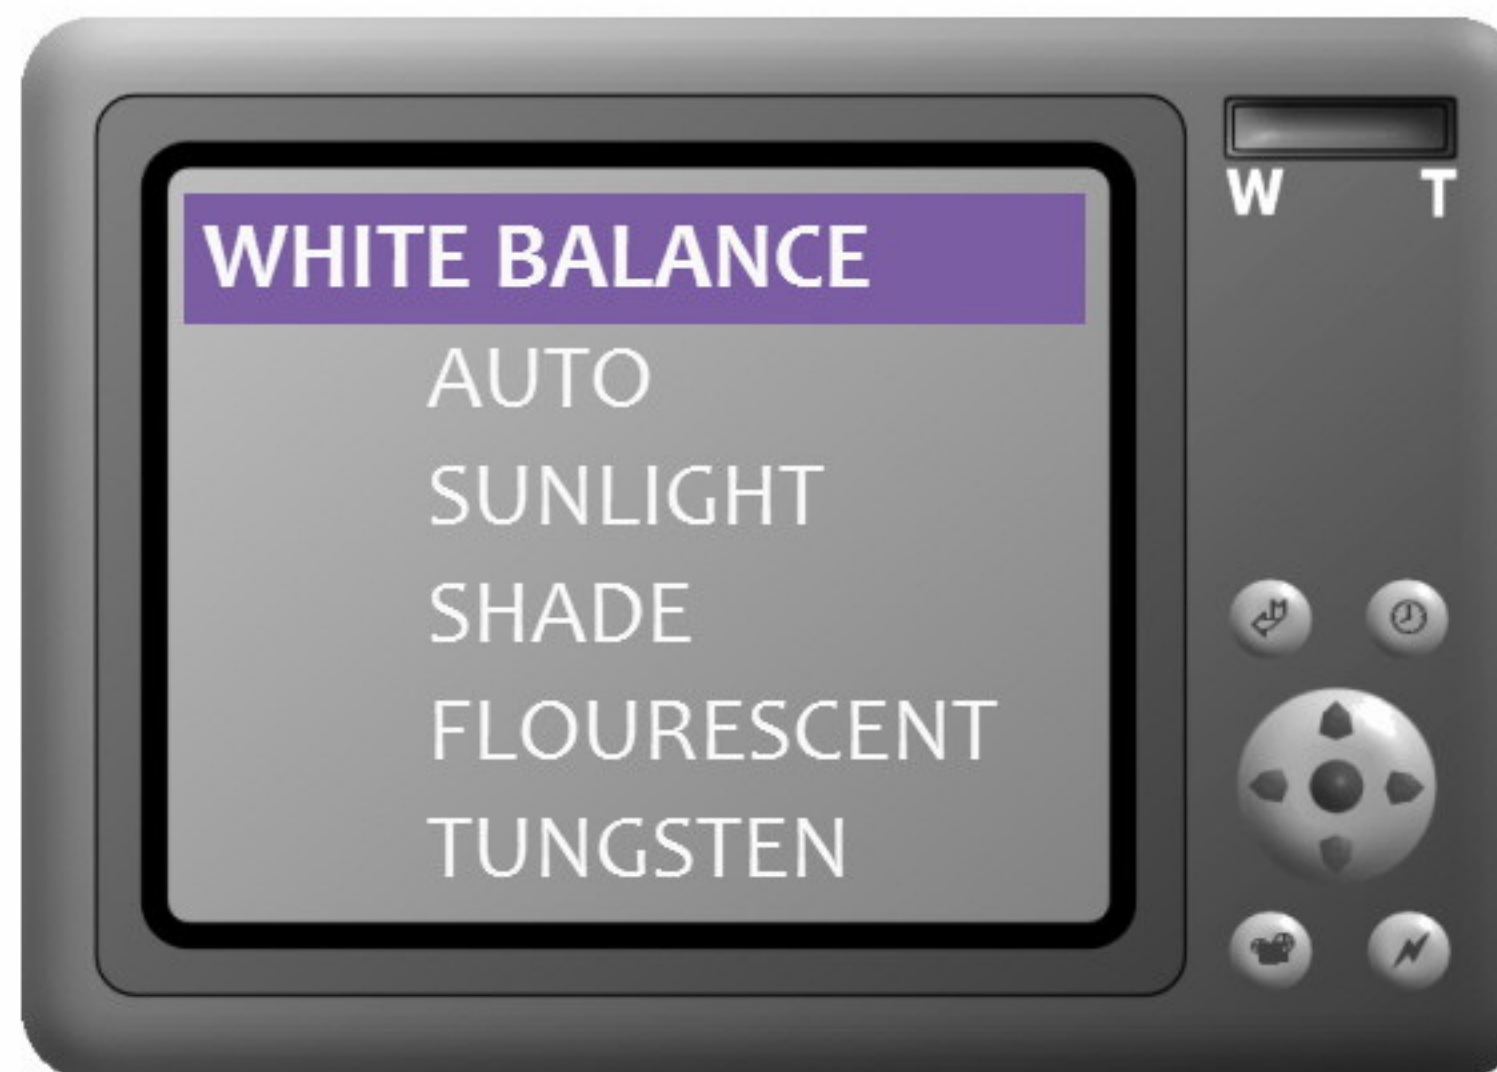 WHITE BALANCE
W T
AUTO
SUNLIGHT
SHADE
FLOURESCENT
TUNGSTEN